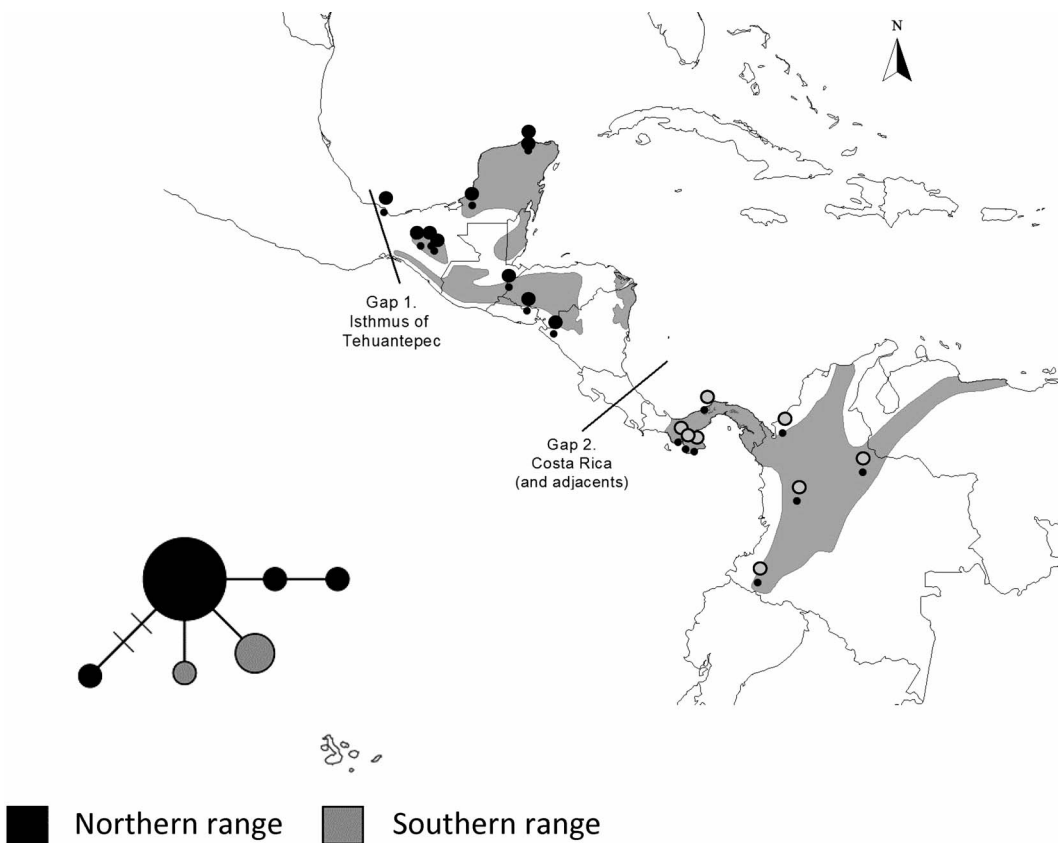 N
Gap 1.
Isthmus of
Tehuantepec
Gap 2.
Costa Rica
(and adjacents)
Northern range
Southern range